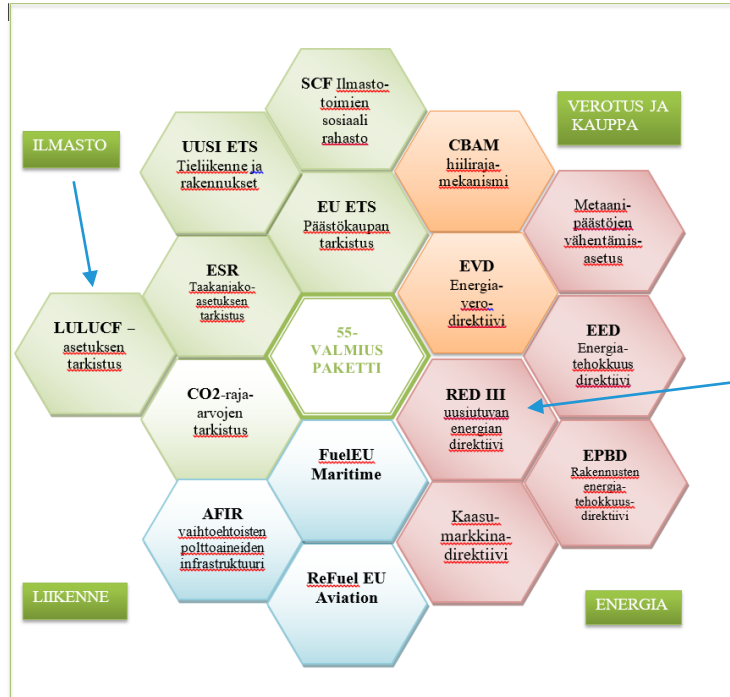 SCF Ilmasto-
toimien
sosiaali
rahasto
VEROTUS JA
KAUPPA
ILMASTO
UUSI ETS
Tieliikenne ja
rakennukset
CBAM
hiiliraja-
mekanismi
EU ETS
Päästökaupan
tarkistus
Metaani-
päästöjen
vähentämis-
asetus
ESR
Taakanjako-
asetuksen
tarkistus
EVD
Energia-
vero-
direktiivi
LULUCF –
asetuksen
tarkistus
55-
VALMIUS
PAKETTI
EED
Energia-
tehokkuus
direktiivi
CO2-raja-
arvojen
tarkistus
RED III
uusiutuvan
energian
direktiivi
FuelEU
Maritime
EPBD
Rakennusten
energia-
tehokkuus-
direktiivi
AFIR
vaihtoehtoisten
polttoaineiden
infrastruktuuri
Kaasu-
markkina-
direktiivi
ReFuel EU
Aviation
LIIKENNE
ENERGIA